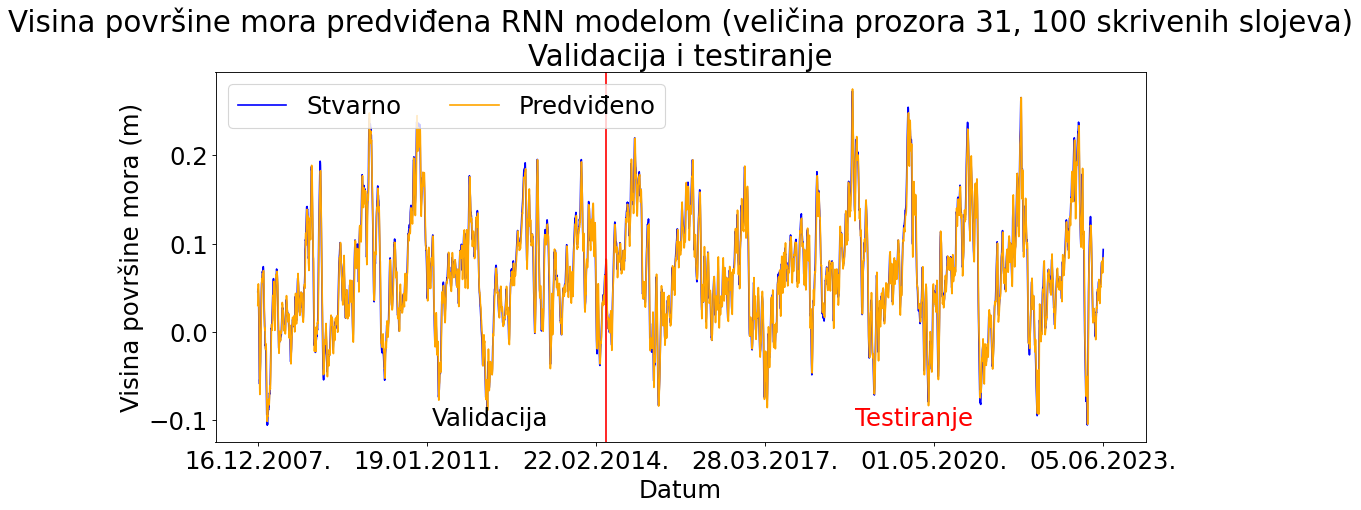 Visina površine mora predviđena RNN modelom (veličina prozora 31, 100 skrivenih slojeva)
Validacija i testiranje
Stvarno
Predviđeno
Visina površine mora (m)
0.2
0.1
0.0
−0.1
Validacija
Testiranje
16.12.2007.
19.01.2011.
22.02.2014.
28.03.2017.
01.05.2020.
05.06.2023.
Datum